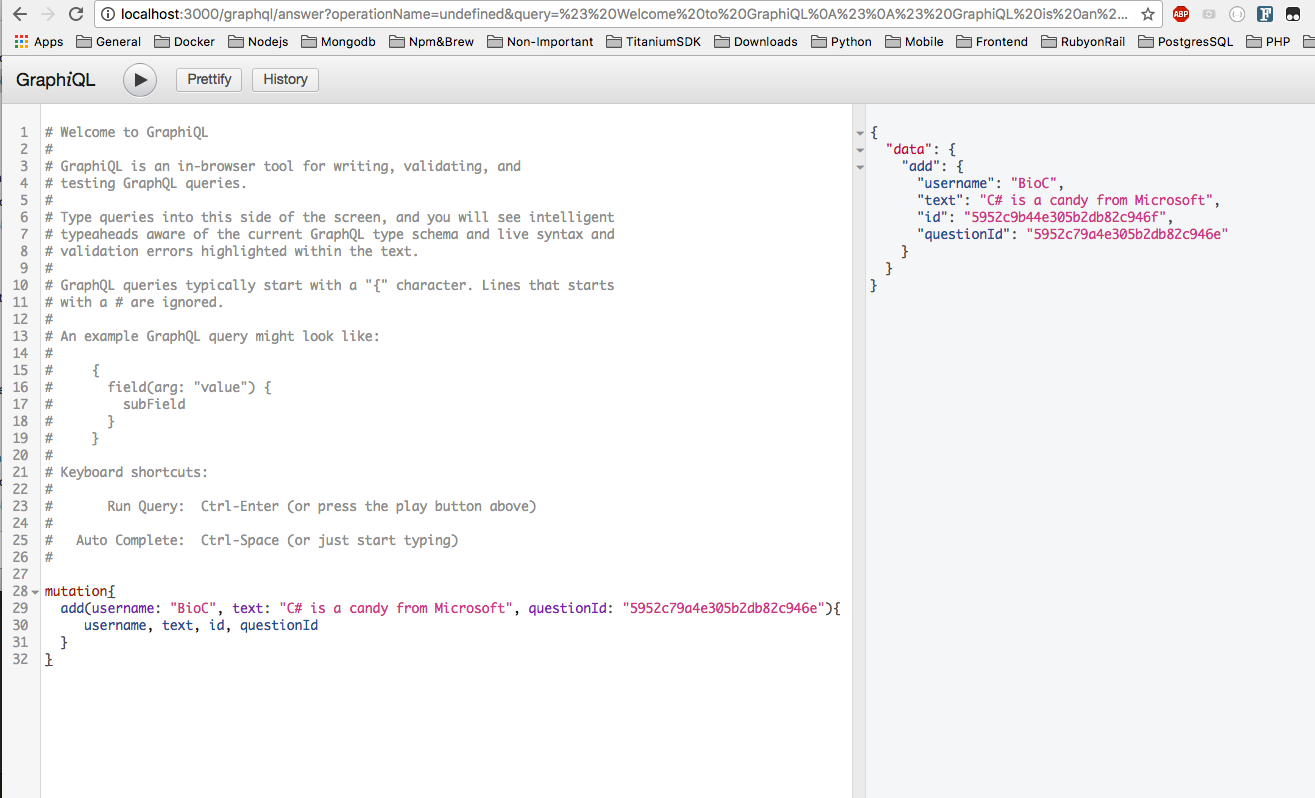 localhost:3000/graphql/answer?operationName=undefined&query=%23%20Welcome%20to%20GraphiQL%0A%23%0A%23%20GraphiQL%20is%20an%2...
ABP
F
Apps General Docker Nodejs Mongodb Npm&Brew Non-Important TitaniumSDK Downloads Python Mobile Frontend RubyonRail PostgresSQL PHP
GraphiQL Prettify History
1 # Welcome to GraphiQL
2 #
3 # GraphiQL is an in-browser tool for writing, validating, and
4 # testing GraphQL queries.
5 #
6 # Type queries into this side of the screen, and you will see intelligent
7 # typeaheads aware of the current GraphQL type schema and live syntax and
8 # validation errors highlighted within the text.
9 #
10 # GraphQL queries typically start with a "{" character. Lines that starts
11 # with a # are ignored.
12 #
13 # An example GraphQL query might look like:
14 #
15 #     {
16 #       field(arg: "value") {
17 #         subField
18 #       }
19 #     }
20 #
21 # Keyboard shortcuts:
22 #
23 #       Run Query:  Ctrl-Enter (or press the play button above)
24 #
25 #   Auto Complete:  Ctrl-Space (or just start typing)
26 #
27
28 mutation{
29   add(username: "BioC", text: "C# is a candy from Microsoft", questionId: "5952c79a4e305b2db82c946e"){
30      username, text, id, questionId
31   }
32 }
{
  "data": {
    "add": {
      "username": "BioC",
      "text": "C# is a candy from Microsoft",
      "id": "5952c9b44e305b2db82c946f",
      "questionId": "5952c79a4e305b2db82c946e"
    }
  }
}